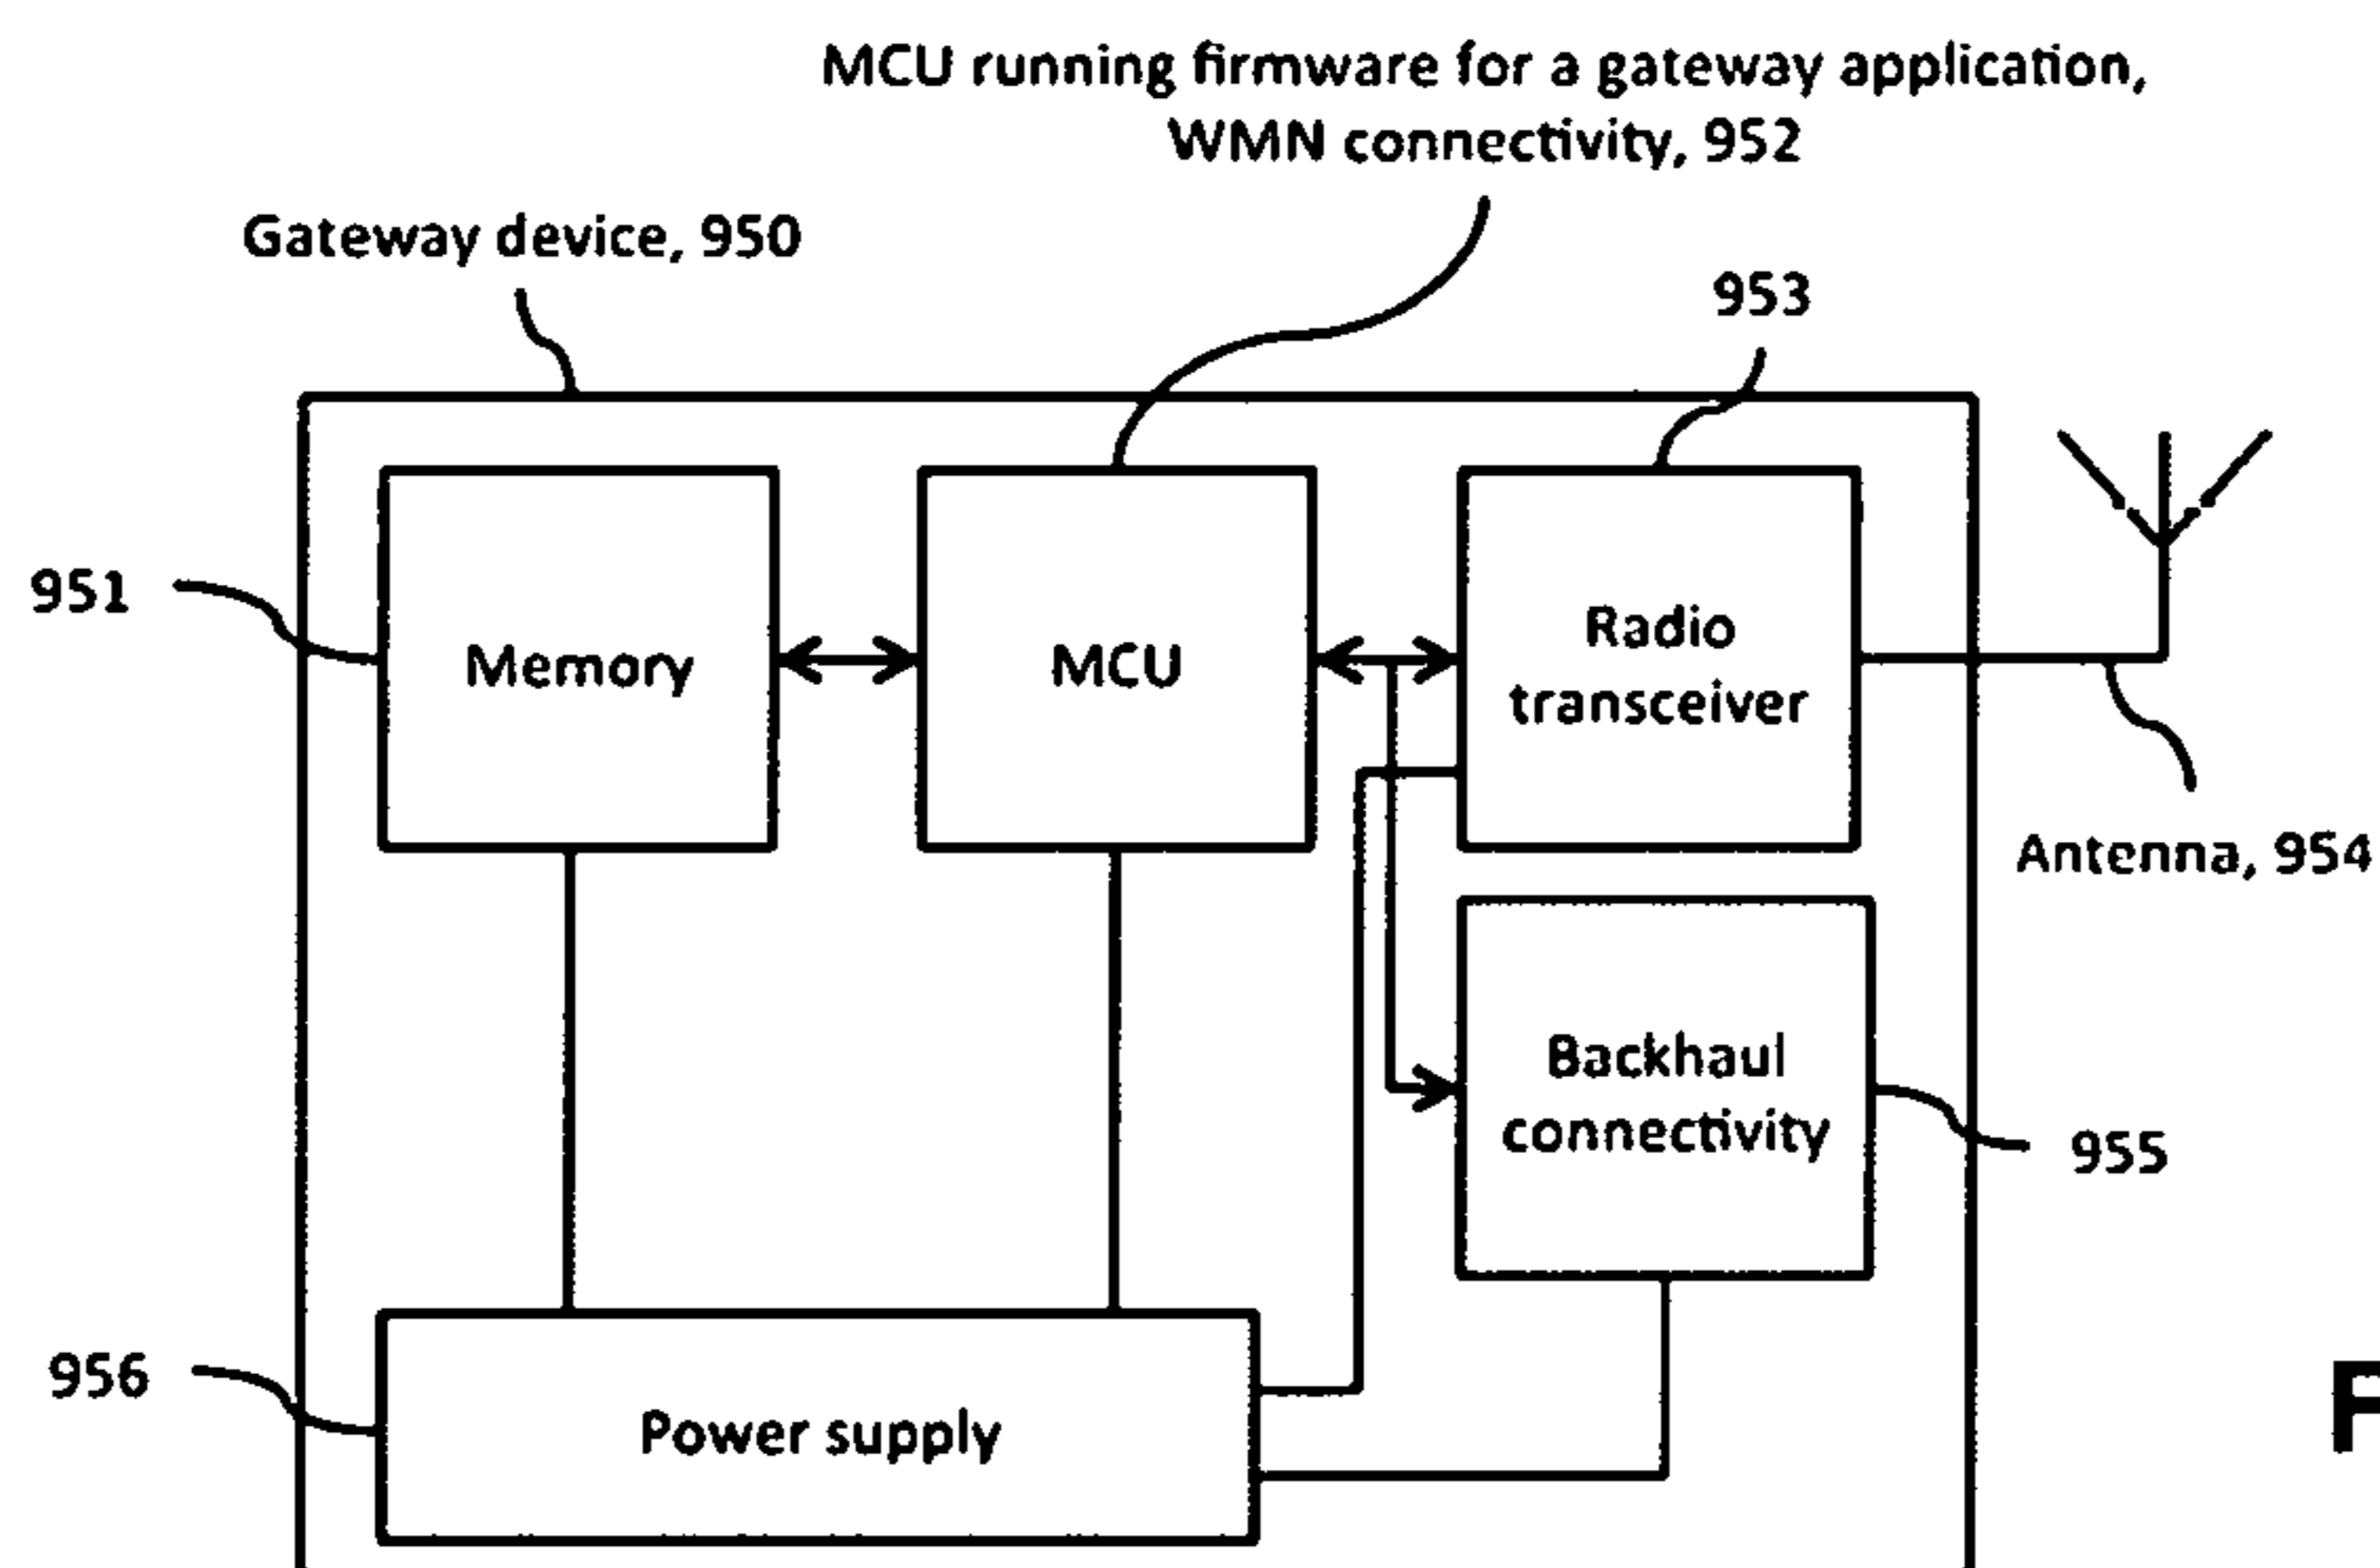 MCU running firmware for a gateway application,
WMN connectivity, 952
Gateway device, 950
953
951
Memory
MCU
Radio
transceiver
Antenna, 954
Backhaul
connectivity
955
956
Power supply
F